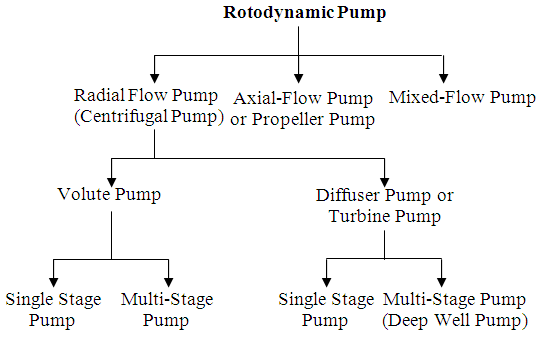 Rotodynamic Pump
Radial Flow Pump
(Centrifugal Pump)
Axial-Flow Pump
or Propeller Pump
Mixed-Flow Pump
Volute Pump
Diffuser Pump or
Turbine Pump
Single Stage
Pump
Multi-Stage
Pump
Single Stage
Pump
Multi-Stage Pump
(Deep Well Pump)